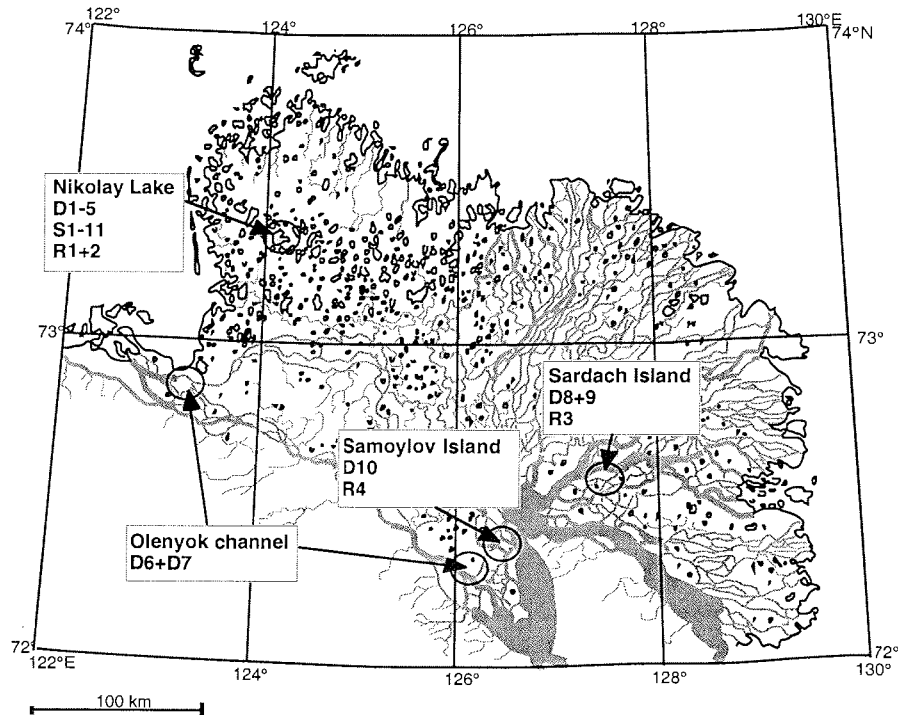 122°
124°
126°
128°
130°E
74°
74°N
Nikolay Lake
D1-5
S1-11
R1+2
73°
73°
Sardach Island
D8+9
R3
Samoylov Island
D10
R4
Olenyok channel
D6+D7
72°
72°
122°E
124°
126°
128°
130°
100 km